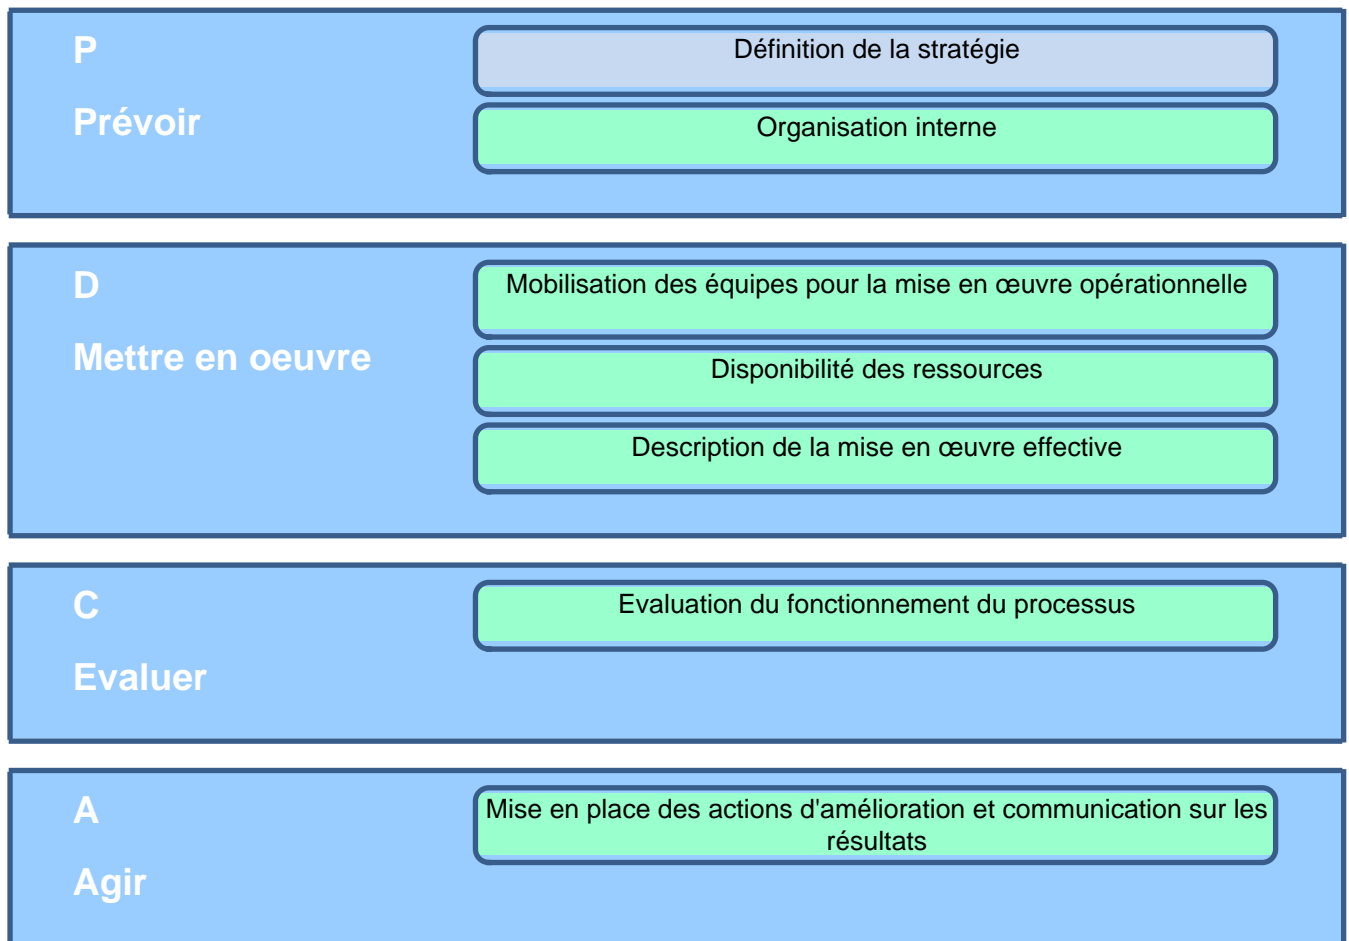 P
Prévoir
Définition de la stratégie
Organisation interne
D
Mettre en oeuvre
Mobilisation des équipes pour la mise en œuvre opérationnelle
Disponibilité des ressources
Description de la mise en œuvre effective
C
Evaluer
Evaluation du fonctionnement du processus
A
Agir
Mise en place des actions d'amélioration et communication sur les
résultats